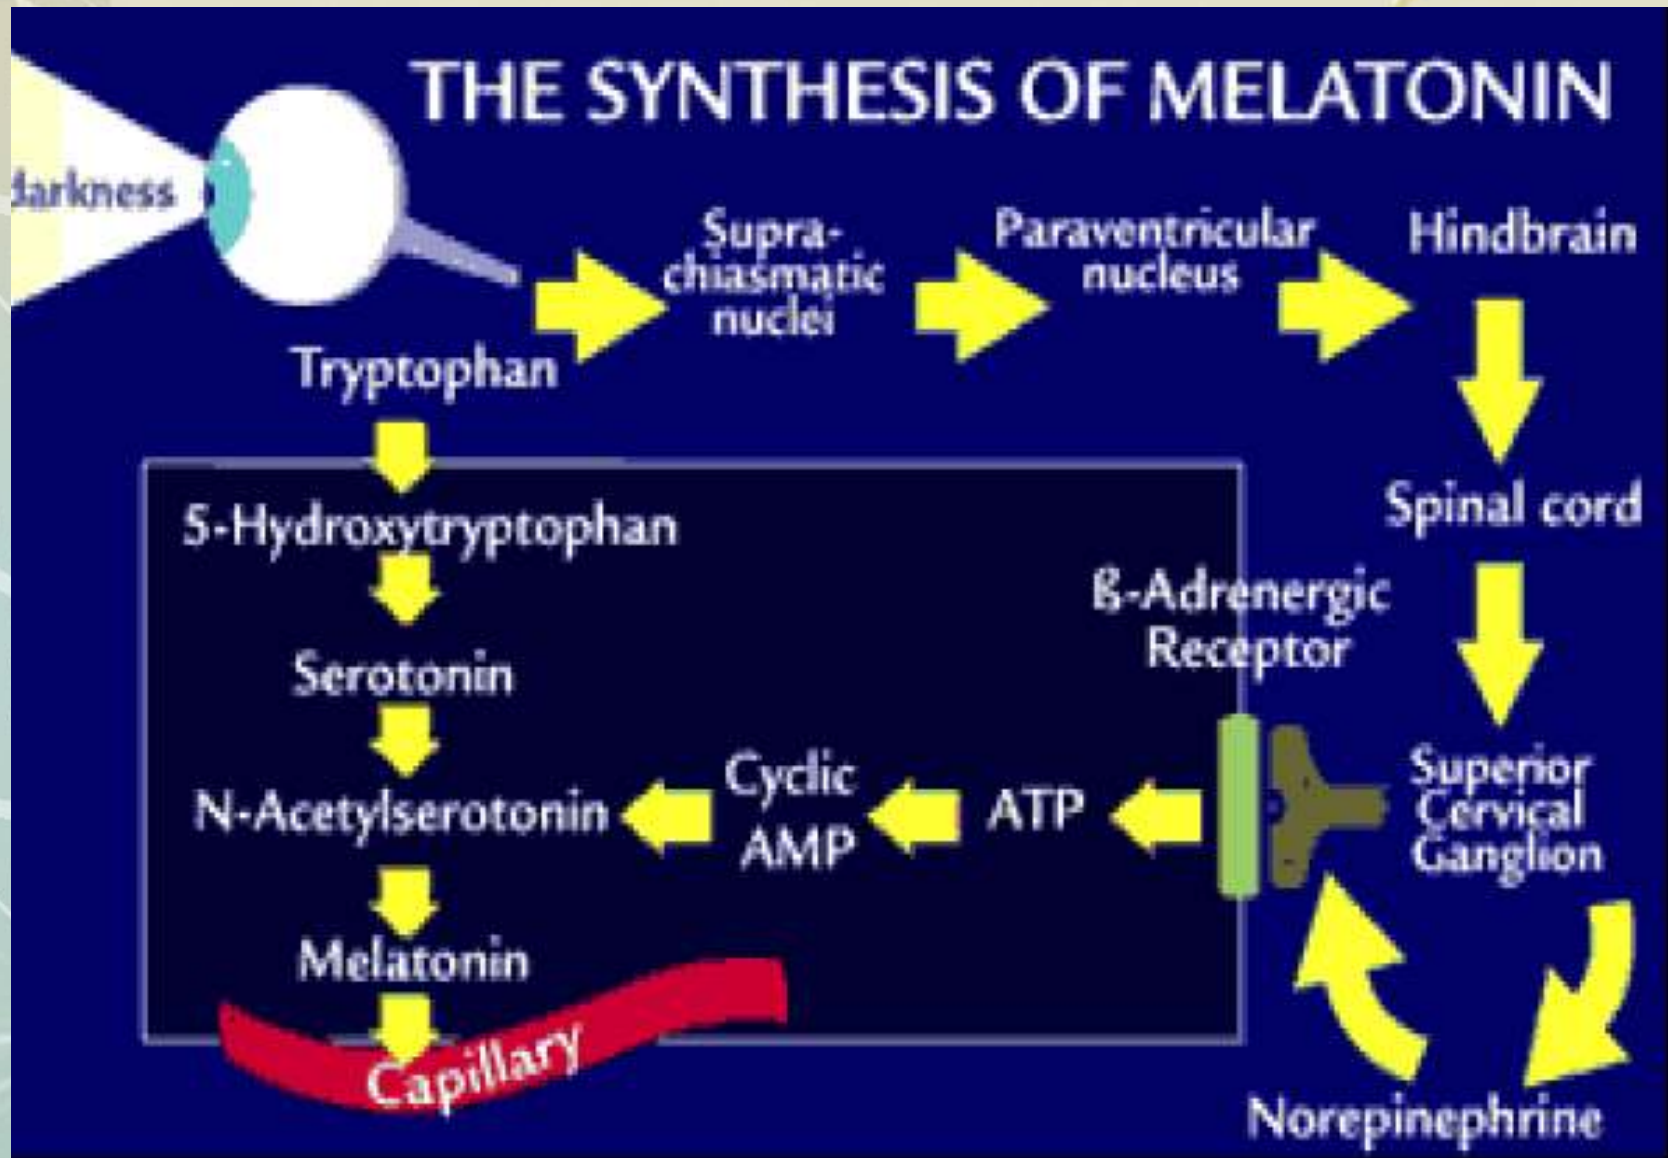 THE SYNTHESIS OF MELATONIN
darkness
Supra-
chiasmatic
nuclei
Paraventricular
nucleus
Hindbrain
Tryptophan
5-Hydroxytryptophan
Spinal cord
ß-Adrenergic
Receptor
Serotonin
N-Acetylserotonin
Cyclic
AMP
ATP
Superior
Cervical
Ganglion
Melatonin
Capillary
Norepinephrine